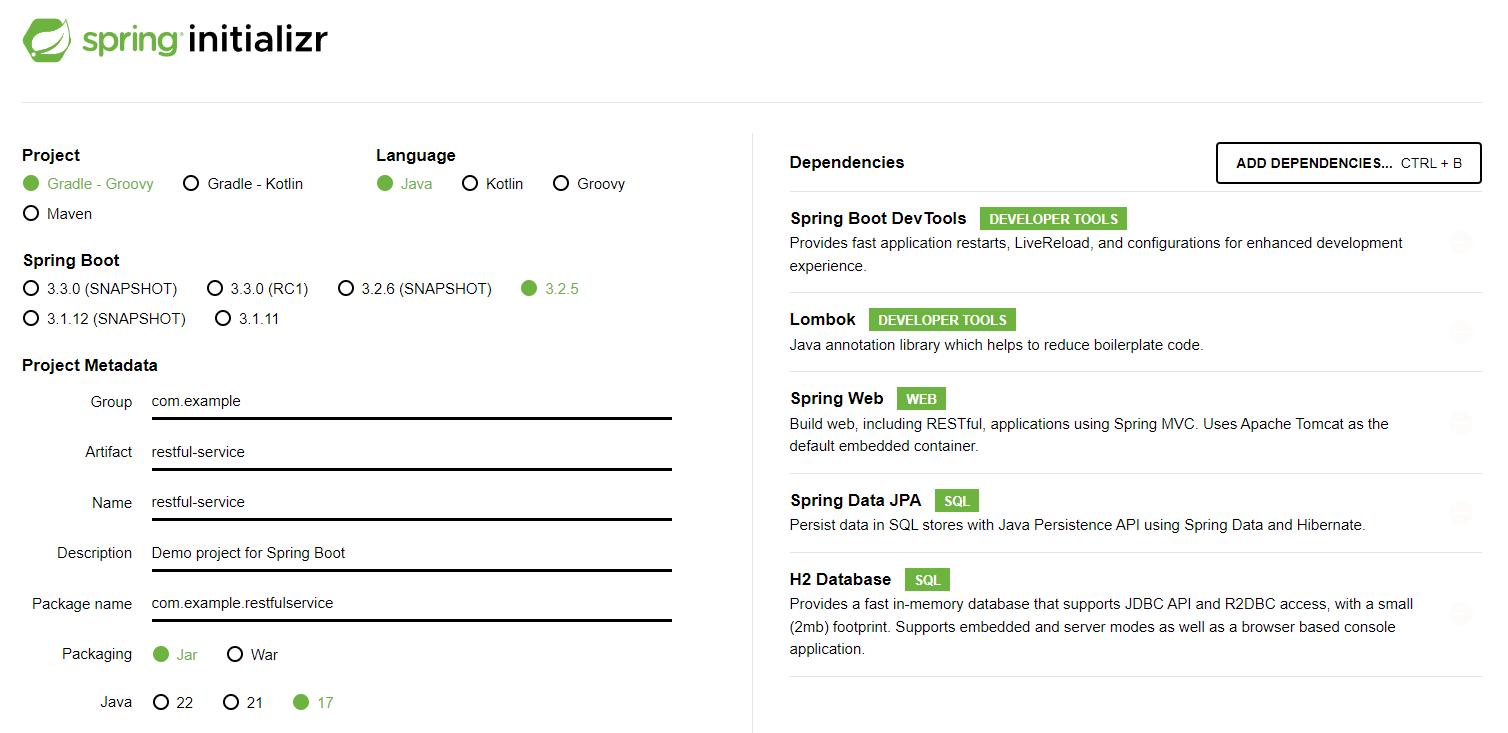 spring initializr
Project
Gradle - Groovy Gradle - Kotlin
Maven
Language
Java Kotlin Groovy
Spring Boot
3.3.0 (SNAPSHOT) 3.3.0 (RC1) 3.2.6 (SNAPSHOT) 3.2.5
3.1.12 (SNAPSHOT) 3.1.11
Project Metadata
Group com.example
Artifact restful-service
Name restful-service
Description Demo project for Spring Boot
Package name com.example.restfulservice
Packaging Jar War
Java 22 21 17
Dependencies
ADD DEPENDENCIES... CTRL + B
Spring Boot DevTools DEVELOPER TOOLS
Provides fast application restarts, LiveReload, and configurations for enhanced development
experience.
Lombok DEVELOPER TOOLS
Java annotation library which helps to reduce boilerplate code.
Spring Web WEB
Build web, including RESTful, applications using Spring MVC. Uses Apache Tomcat as the
default embedded container.
Spring Data JPA SQL
Persist data in SQL stores with Java Persistence API using Spring Data and Hibernate.
H2 Database SQL
Provides a fast in-memory database that supports JDBC API and R2DBC access, with a small
(2mb) footprint. Supports embedded and server modes as well as a browser based console
application.